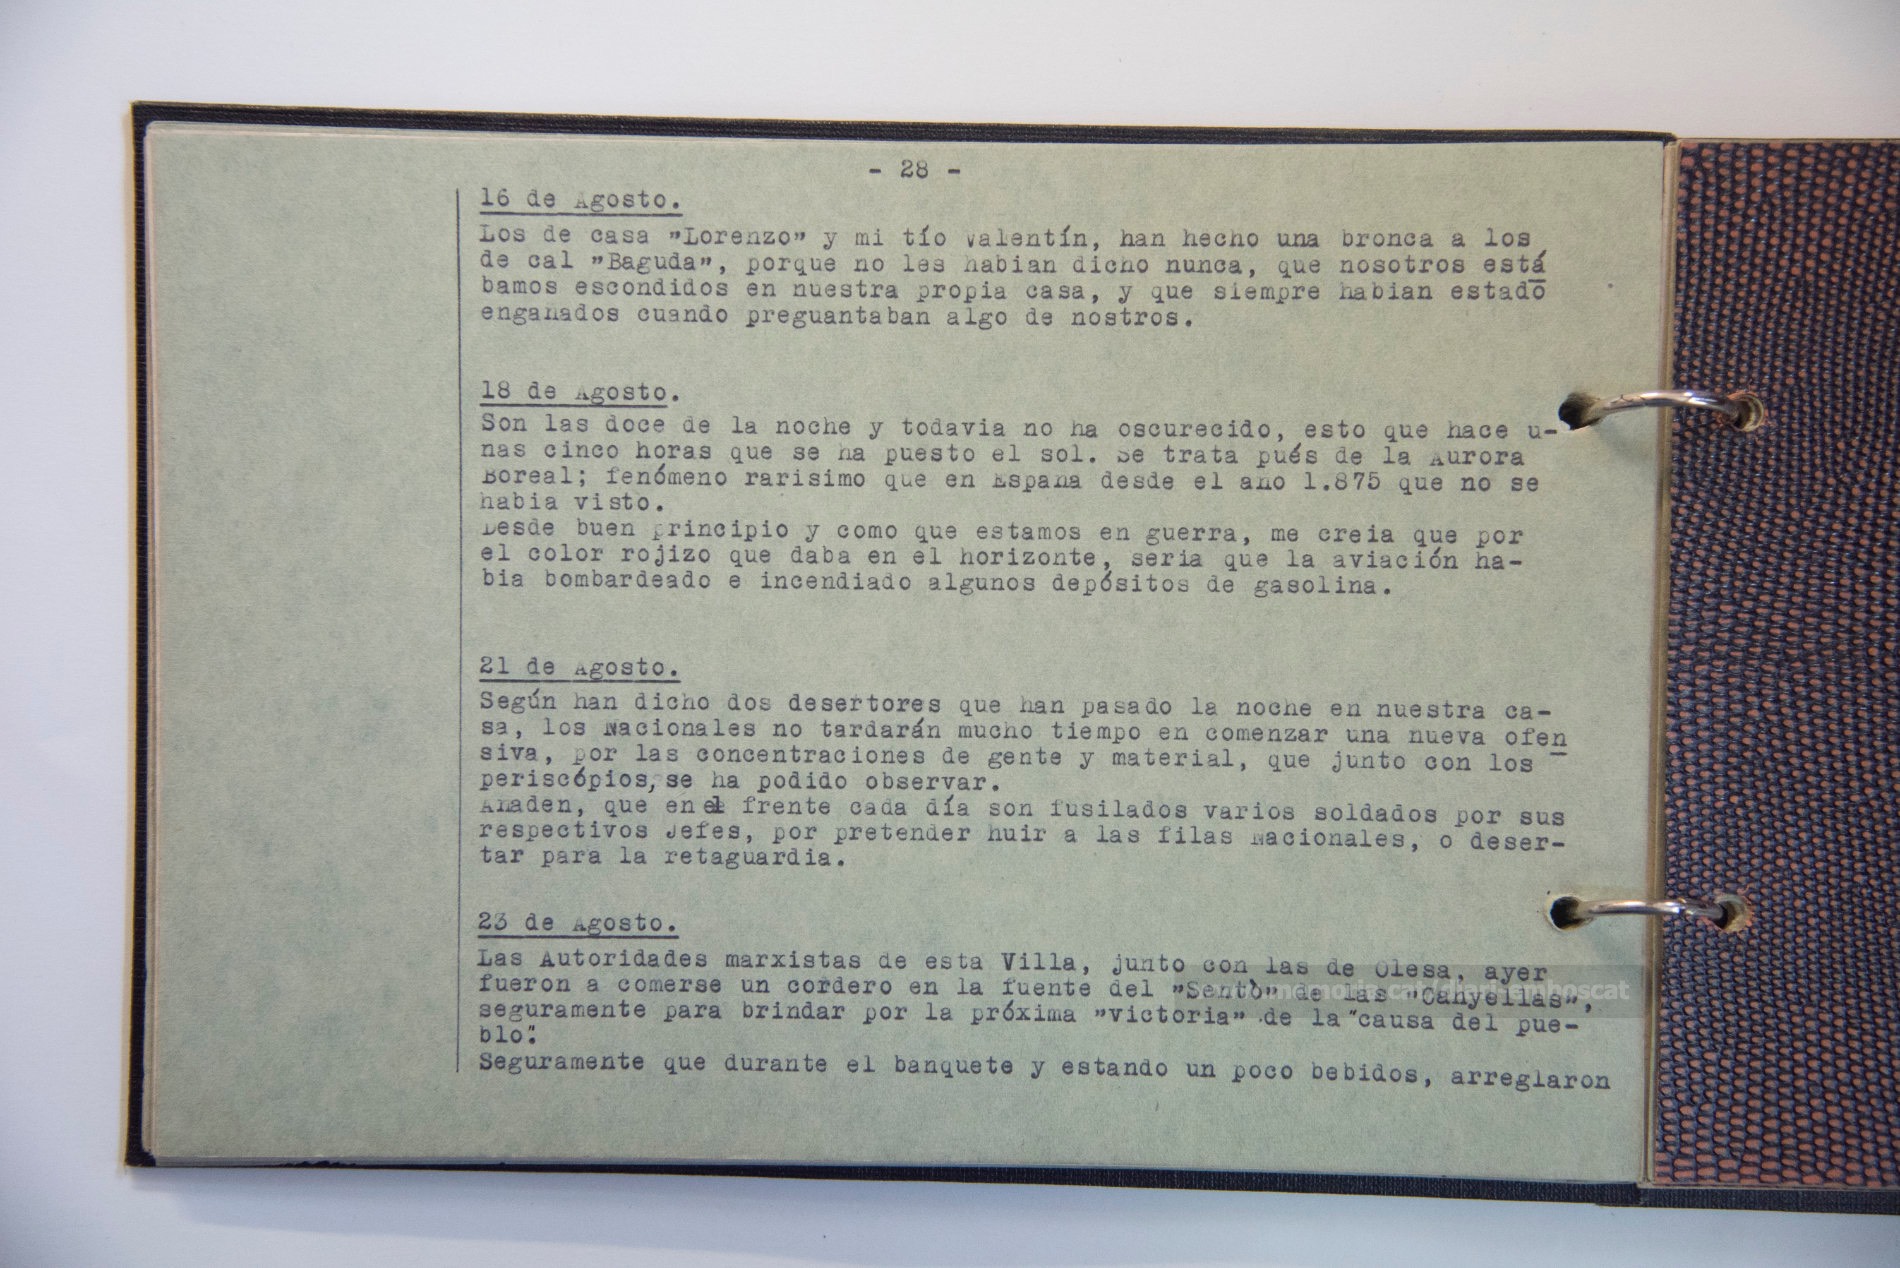 - 28 -
16 de Agosto.
Los de casa "Lorenzo" y mi tío Valentín, han hecho una bronca a los
de cal "Baguda", porque no les habian dicho nunca, que nosotros está
bamos escondidos en nuestra propia casa, y que siempre habian estado
engañados cuando preguantaban algo de nostros.
18 de Agosto.
Son las doce de la noche y todavia no ha oscurecido, esto que hace u-
nas cinco horas que se ha puesto el sol. Se trata pués de la Aurora
Boreal; fenómeno rarisimo que en España desde el año 1.875 que no se
habia visto.
Desde buen principio y como que estamos en guerra, me creia que por
el color rojizo que daba en el horizonte, seria que la aviación ha-
bia bombardeado e incendiado algunos depósitos de gasolina.
21 de Agosto.
Según han dicho dos desertores que han pasado la noche en nuestra ca-
sa, los Nacionales no tardarán mucho tiempo en comenzar una nueva ofen
siva, por las concentraciones de gente y material, que junto con los
periscópios, se ha podido observar.
Añaden, que en el frente cada día son fusilados varios soldados por sus
respectivos Jefes, por pretender huir a las filas Nacionales, o deser-
tar para la retaguardia.
23 de Agosto.
Las Autoridades marxistas de esta Villa, junto con las de Olesa, ayer
fueron a comerse un cordero en la fuente del "Sentò" de las "Cañyellas",
seguramente para brindar por la próxima "victoria" de la "causa del pue-
blo".
Seguramente que durante el banquete y estando un poco bebidos, arreglaron